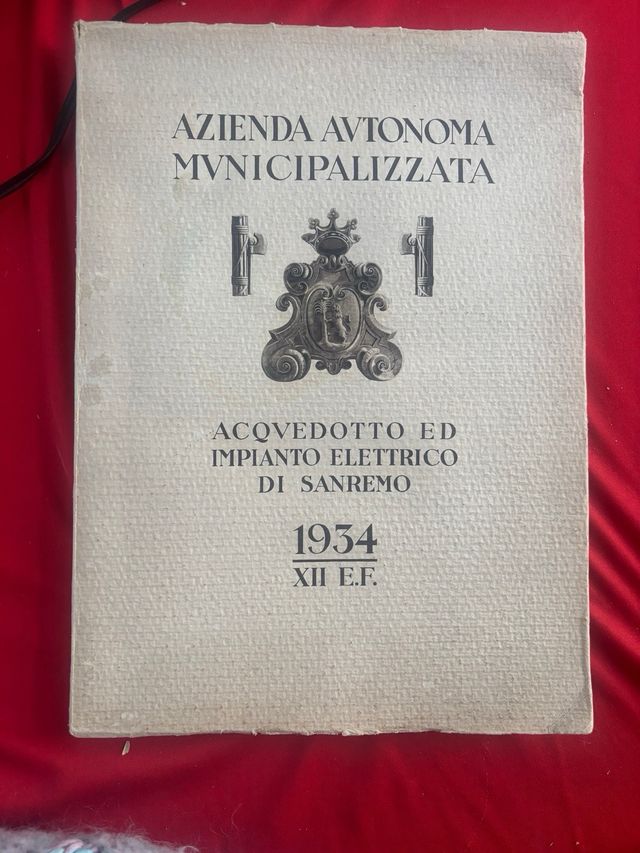 AZIENDA AVTONOMA
MVNICIPALIZZATA
ACQVEDOTTO ED
IMPIANTO ELETTRICO
DI SANREMO
1934
XII E.F.